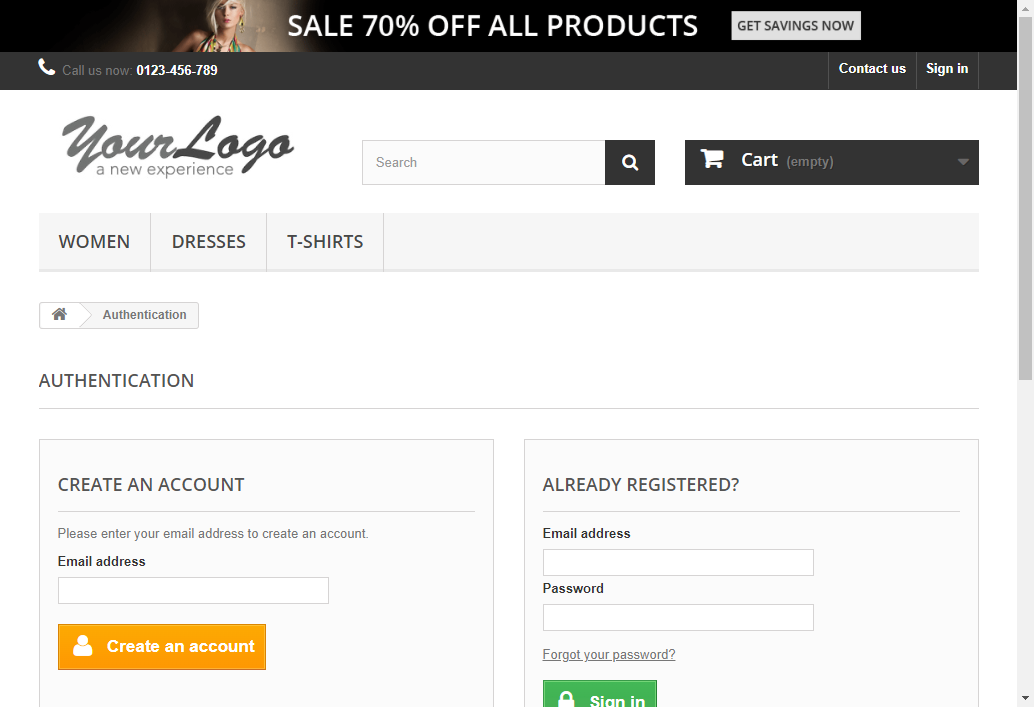 SALE 70% OFF ALL PRODUCTS
GET SAVINGS NOW
Call us now: 0123-456-789
Contact us
Sign in
YourLogo
a new experience
Search
Cart (empty)
WOMEN
DRESSES
T-SHIRTS
Authentication
AUTHENTICATION
CREATE AN ACCOUNT
Please enter your email address to create an account.
Email address
Create an account
ALREADY REGISTERED?
Email address
Password
Forgot your password?
Sign in